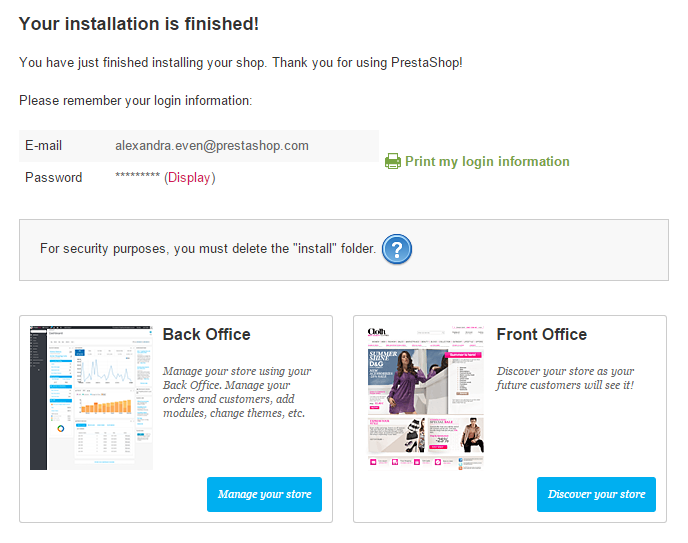 Your installation is finished!
You have just finished installing your shop. Thank you for using PrestaShop!
Please remember your login information:
E-mail alexandra.even@prestashop.com
Password ********* (Display)
Print my login information
For security purposes, you must delete the "install" folder. ?
Back Office
Manage your store using your
Back Office. Manage your
orders and customers, add
modules, change themes, etc.
Manage your store
Cloth
SUMMER
SHINE
D&G
Front Office
Discover your store as your
future customers will see it!
Discover your store